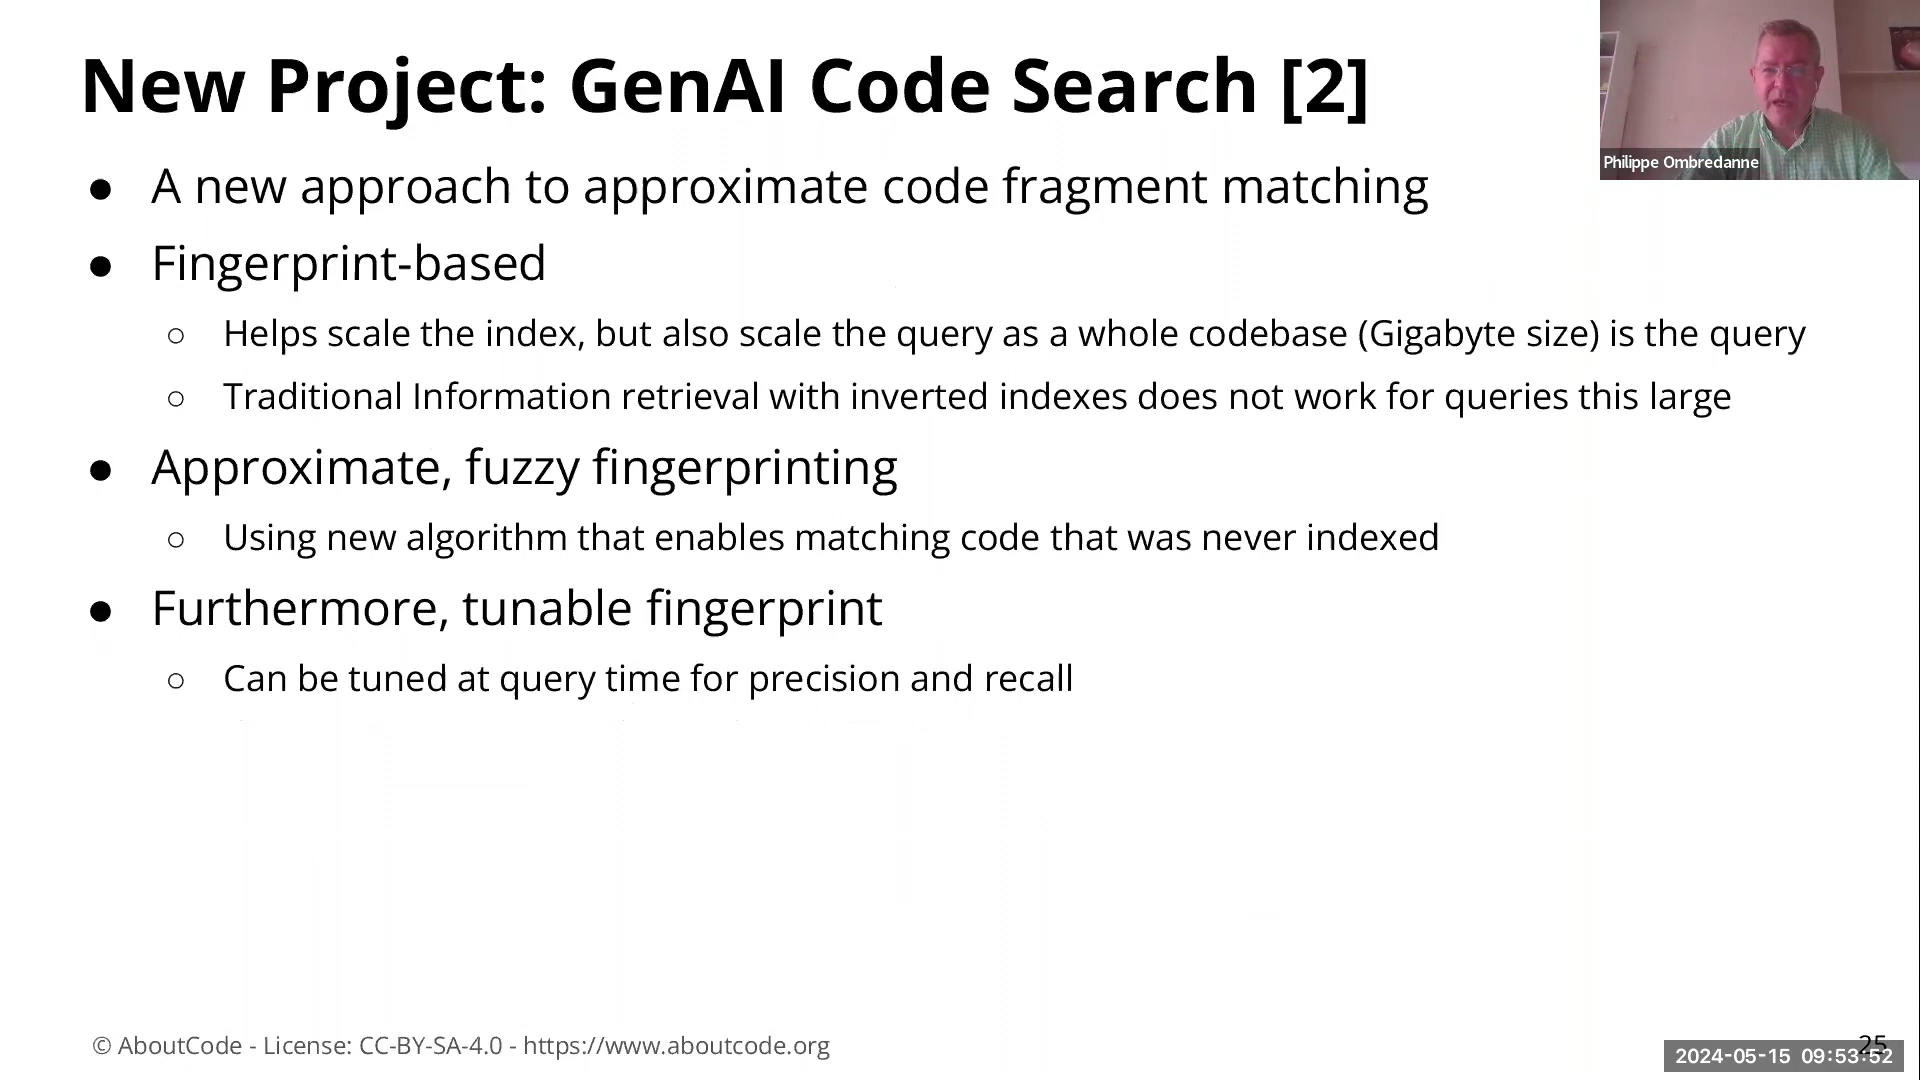 New Project: GenAI Code Search [2]
Philippe Ombredanne
● A new approach to approximate code fragment matching
● Fingerprint-based
○ Helps scale the index, but also scale the query as a whole codebase (Gigabyte size) is the query
○ Traditional Information retrieval with inverted indexes does not work for queries this large
● Approximate, fuzzy fingerprinting
○ Using new algorithm that enables matching code that was never indexed
● Furthermore, tunable fingerprint
○ Can be tuned at query time for precision and recall
© AboutCode - License: CC-BY-SA-4.0 - https://www.aboutcode.org
25
2024-05-15 09:53:52